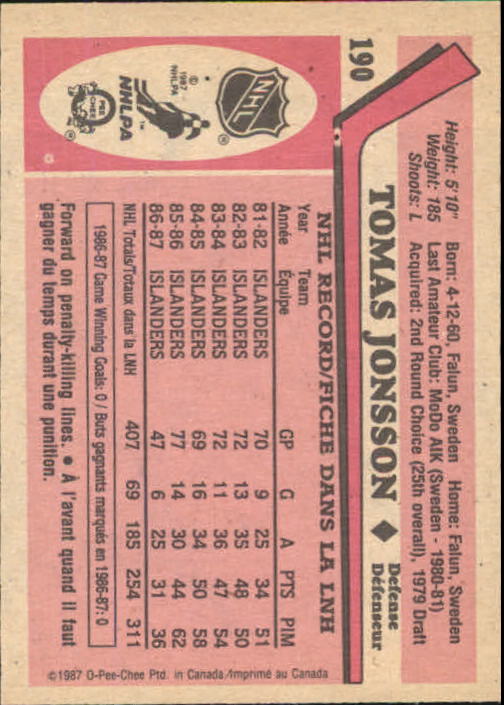 190
TOMAS JONSSON ◆ Defense
Défenseur
Height: 5'10" Born: 4-12-60, Falun, Sweden Home: Falun, Sweden
Weight: 185 Last Amateur Club: MoDo AIK (Sweden - 1980-81)
Shoots: L Acquired: 2nd Round Choice (25th overall), 1979 Draft
NHL RECORD/FICHE DANS LA LNH
Year Team GP G A PTS PIM
Année Équipe
81-82 ISLANDERS 70 9 25 34 51
82-83 ISLANDERS 72 13 35 48 50
83-84 ISLANDERS 72 11 36 47 54
84-85 ISLANDERS 69 16 34 50 58
85-86 ISLANDERS 77 14 30 44 62
86-87 ISLANDERS 47 6 25 31 36
NHL Totals/Totaux dans la LNH 407 69 185 254 311
1986-87 Game Winning Goals: 0 / Buts gagnants marqués en 1986-87: 0
Forward on penalty-killing lines. ● À l'avant quand il faut
gagner du temps durant une punition.
NHL
®
© 1987
NHLPA
NHLPA
™
O PEE CHEE
®
©1987 O-Pee-Chee Ptd. in Canada/Imprimé au Canada